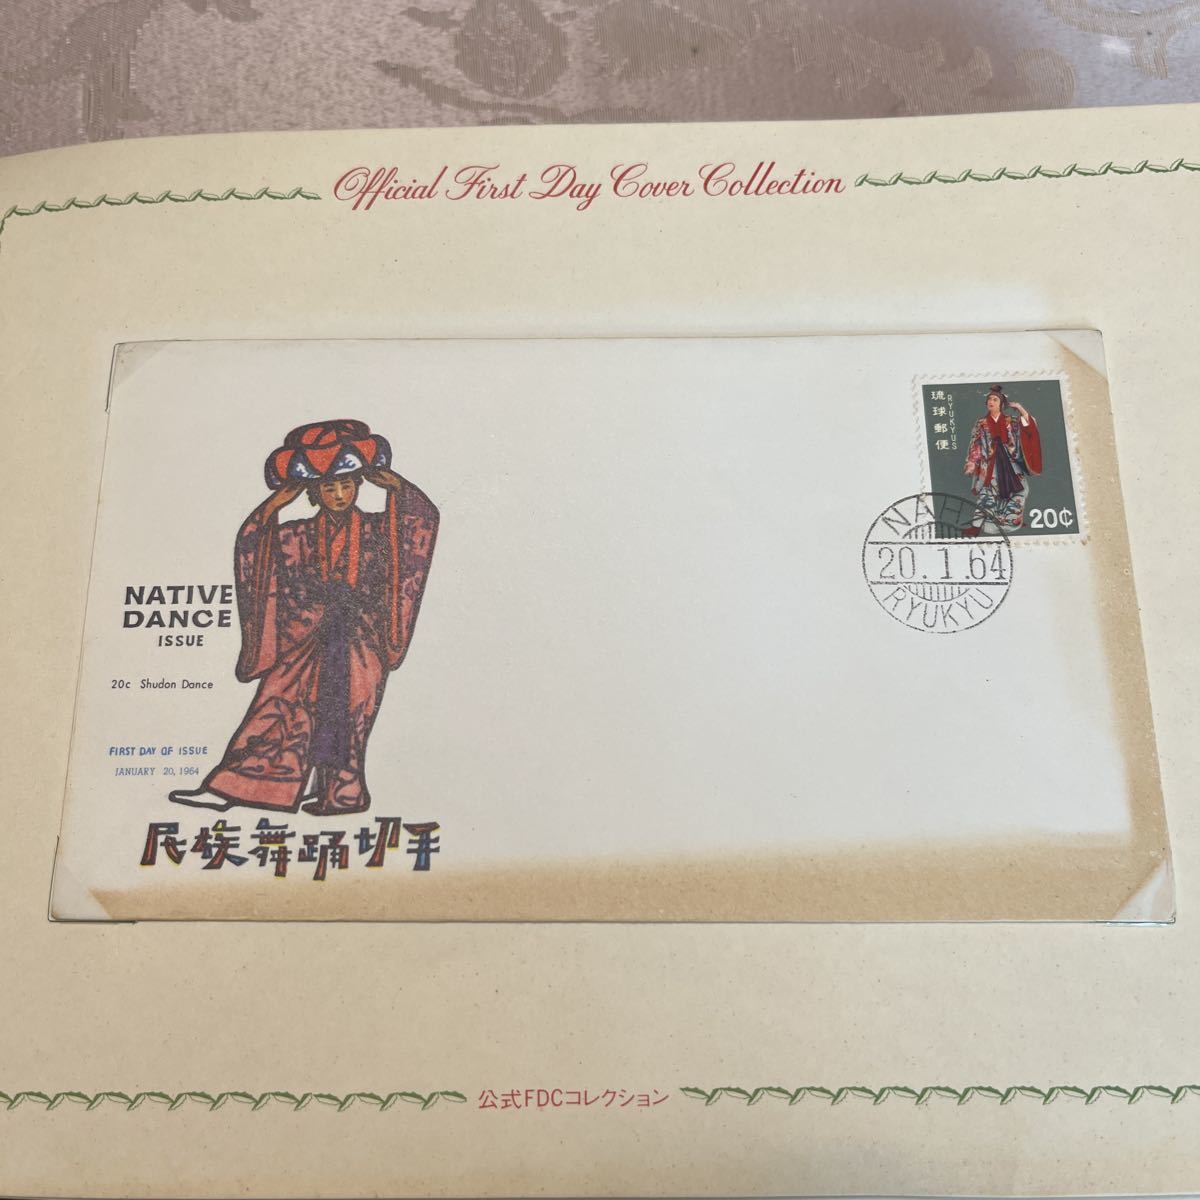 Official First Day Cover Collection
琉球郵便
RYUKYUS
20¢
NAHA
20.1.64
RYUKYU
NATIVE
DANCE
ISSUE
20c Shudon Dance
FIRST DAY OF ISSUE
JANUARY 20, 1964
民族舞踊切手
公式FDCコレクション